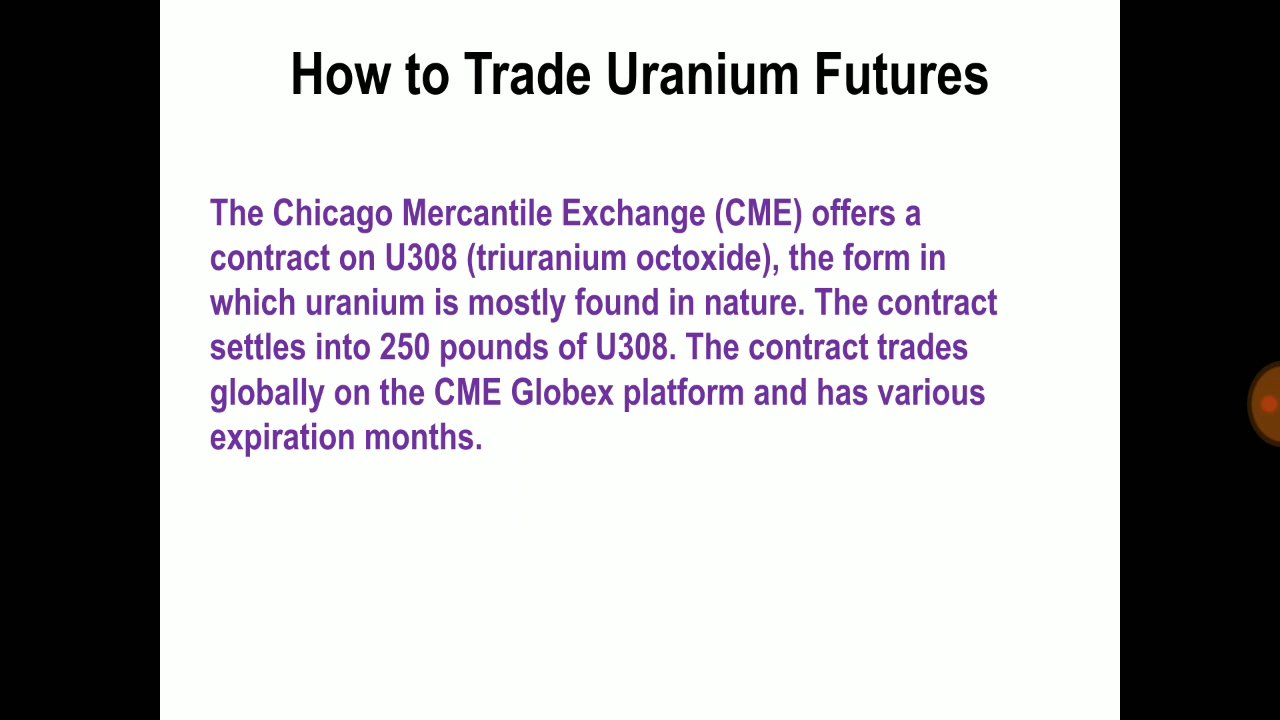 How to Trade Uranium Futures
The Chicago Mercantile Exchange (CME) offers a
contract on U308 (triuranium octoxide), the form in
which uranium is mostly found in nature. The contract
settles into 250 pounds of U308. The contract trades
globally on the CME Globex platform and has various
expiration months.